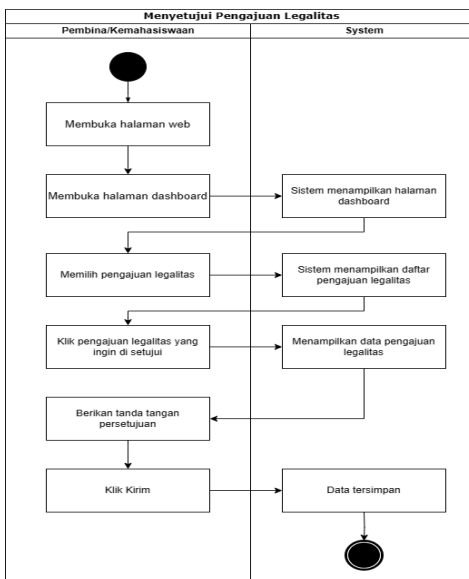 Menyetujui Pengajuan Legalitas
Pembina/Kemahasiswaan
System
Membuka halaman web
Membuka halaman dashboard
Sistem menampilkan halaman
dashboard
Memilih pengajuan legalitas
Sistem menampilkan daftar
pengajuan legalitas
Klik pengajuan legalitas yang
ingin di setujui
Menampilkan data pengajuan
legalitas
Berikan tanda tangan
persetujuan
Klik Kirim
Data tersimpan